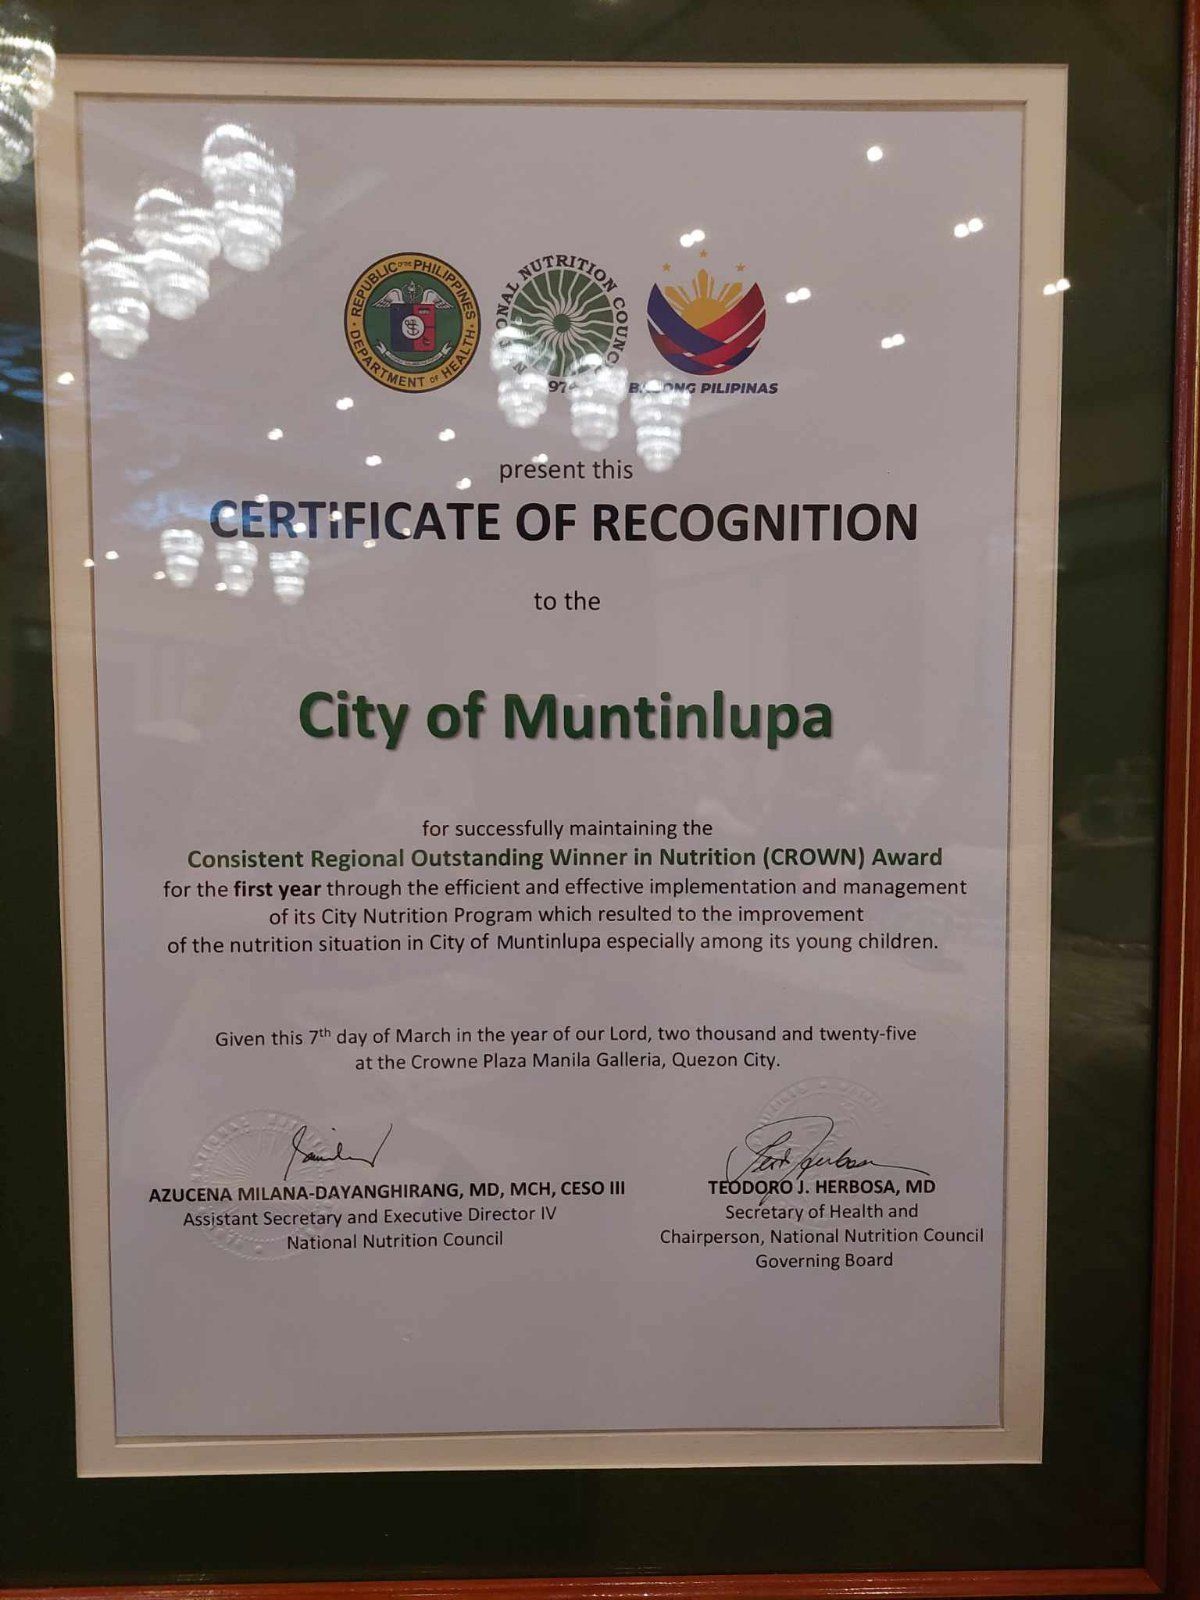 REPUBLIC OF THE PHILIPPINES
DEPARTMENT OF HEALTH
NUTRITION
PILIPINAS
present this
CERTIFICATE OF RECOGNITION
to the
City of Muntinlupa
for successfully maintaining the
Consistent Regional Outstanding Winner in Nutrition (CROWN) Award
for the first year through the efficient and effective implementation and management
of its City Nutrition Program which resulted to the improvement
of the nutrition situation in City of Muntinlupa especially among its young children.
Given this 7th day of March in the year of our Lord, two thousand and twenty-five
at the Crowne Plaza Manila Galleria, Quezon City.
AZUCENA MILANA-DAYANGHIRANG, MD, MCH, CESO III
Assistant Secretary and Executive Director IV
National Nutrition Council
TEODORO J. HERBOSA, MD
Secretary of Health and
Chairperson, National Nutrition Council
Governing Board